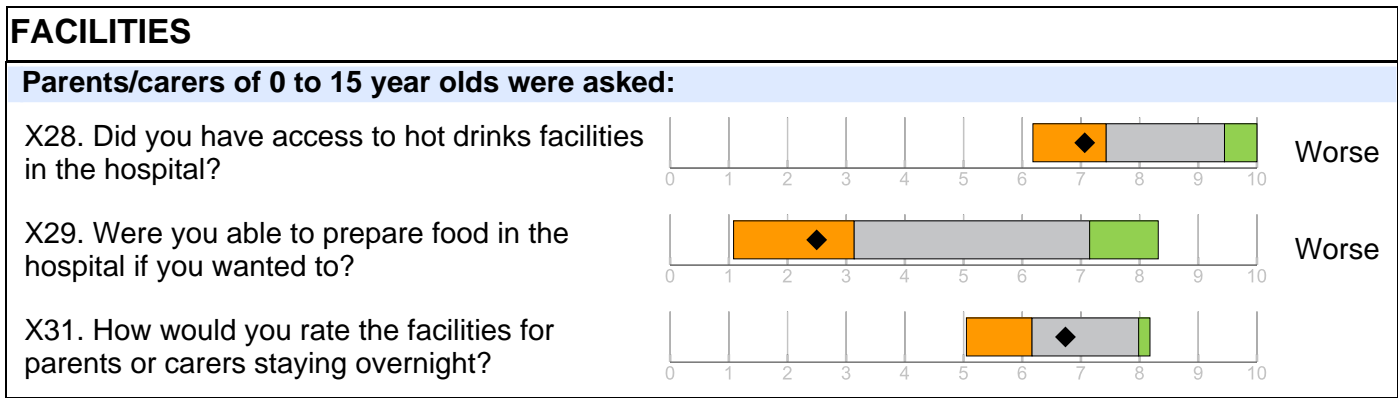 FACILITIES
Parents/carers of 0 to 15 year olds were asked:
X28. Did you have access to hot drinks facilities
in the hospital?
0 1 2 3 4 5 6 7 8 9 10
Worse
X29. Were you able to prepare food in the
hospital if you wanted to?
0 1 2 3 4 5 6 7 8 9 10
Worse
X31. How would you rate the facilities for
parents or carers staying overnight?
0 1 2 3 4 5 6 7 8 9 10